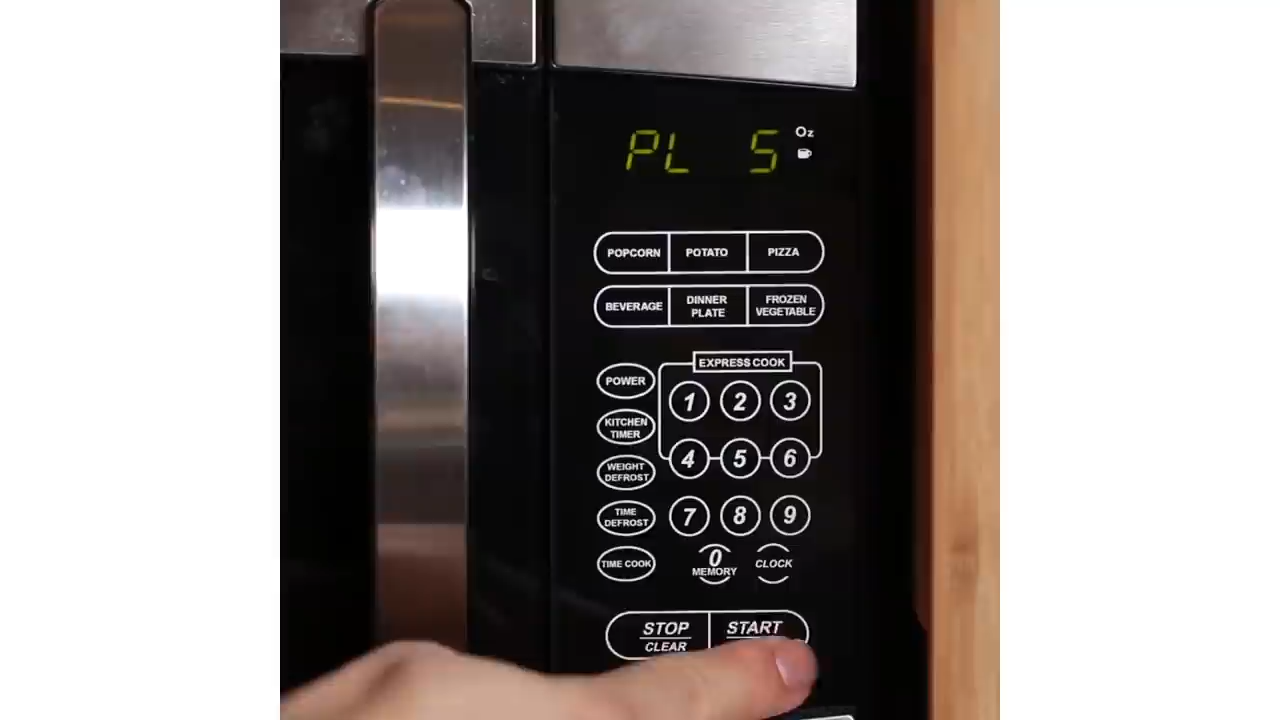 PL 5 Oz
POPCORN POTATO PIZZA
BEVERAGE DINNER PLATE FROZEN VEGETABLE
EXPRESS COOK
POWER 1 2 3
KITCHEN TIMER
4 5 6
WEIGHT DEFROST
TIME DEFROST 7 8 9
TIME COOK 0 MEMORY CLOCK
STOP START
CLEAR